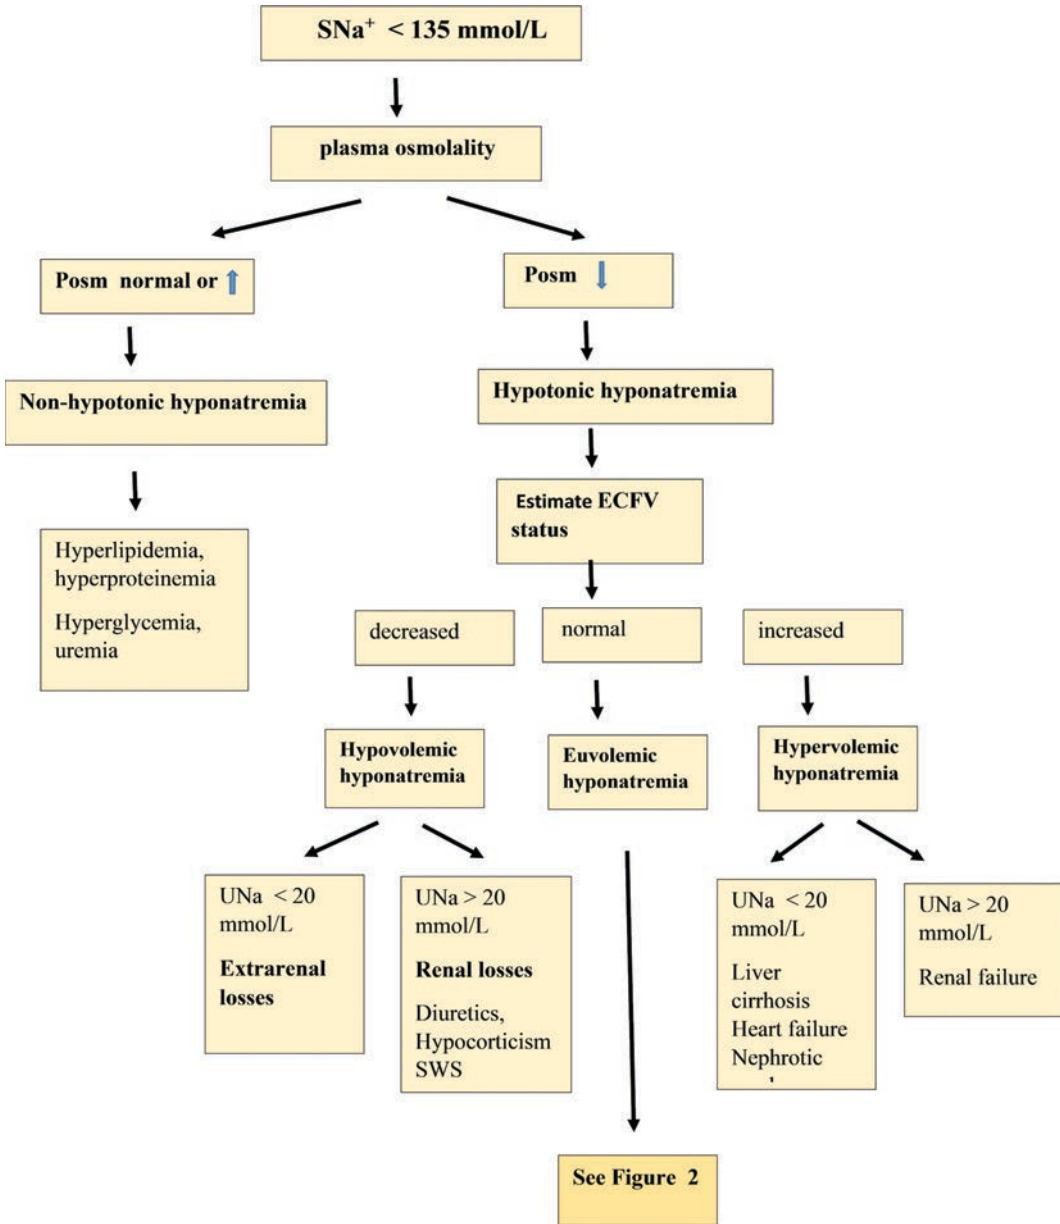 SNa⁺ < 135 mmol/L
plasma osmolality
Posm normal or
Posm
Non-hypotonic hyponatremia
Hypotonic hyponatremia
Estimate ECFV
status
Hyperlipidemia,
hyperproteinemia
Hyperglycemia,
uremia
decreased
normal
increased
Hypovolemic
hyponatremia
Euvolemic
hyponatremia
Hypervolemic
hyponatremia
UNa < 20
mmol/L
Extrarenal
losses
UNa > 20
mmol/L
Renal losses
Diuretics,
Hypocorticism
SWS
UNa < 20
mmol/L
Liver
cirrhosis
Heart failure
Nephrotic
UNa > 20
mmol/L
Renal failure
See Figure 2